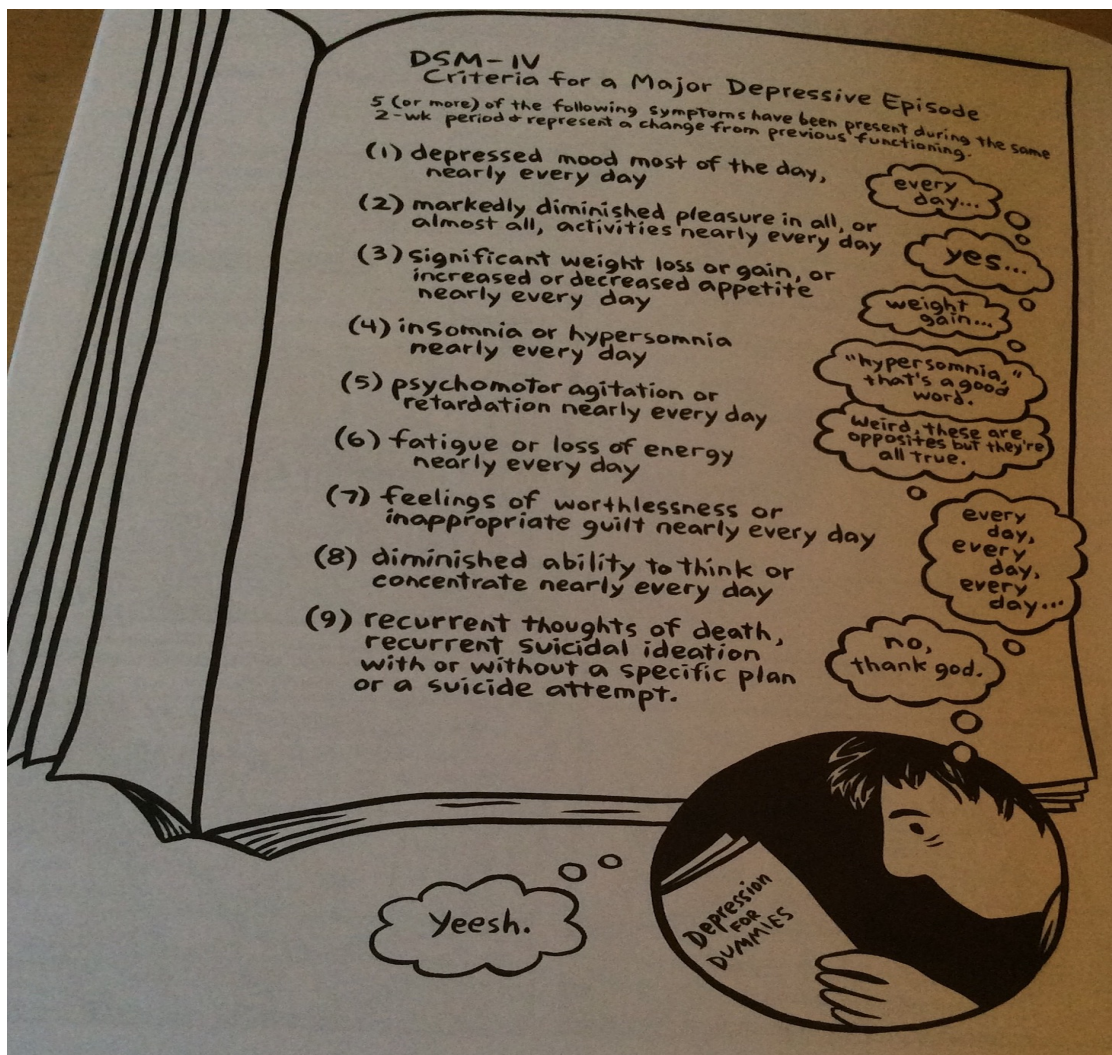 DSM-IV
Criteria for a Major Depressive Episode
5 (or more) of the following symptoms have been present during the same
2-wk period & represent a change from previous functioning.
(1) depressed mood most of the day,
nearly every day
every
day...
(2) markedly diminished pleasure in all, or
almost all, activities nearly every day
yes...
(3) significant weight loss or gain, or
increased or decreased appetite
nearly every day
weight
gain...
(4) insomnia or hypersomnia
nearly every day
"hypersomnia,"
that's a good
word.
(5) psychomotor agitation or
retardation nearly every day
Weird, these are
opposites but they're
all true.
(6) fatigue or loss of energy
nearly every day
(7) feelings of worthlessness or
inappropriate guilt nearly every day
(8) diminished ability to think or
concentrate nearly every day
every
day,
every
day,
every
day...
(9) recurrent thoughts of death,
recurrent suicidal ideation
with or without a specific plan
or a suicide attempt.
no,
thank god.
Yeesh.
Depression
FOR
DUMMIES